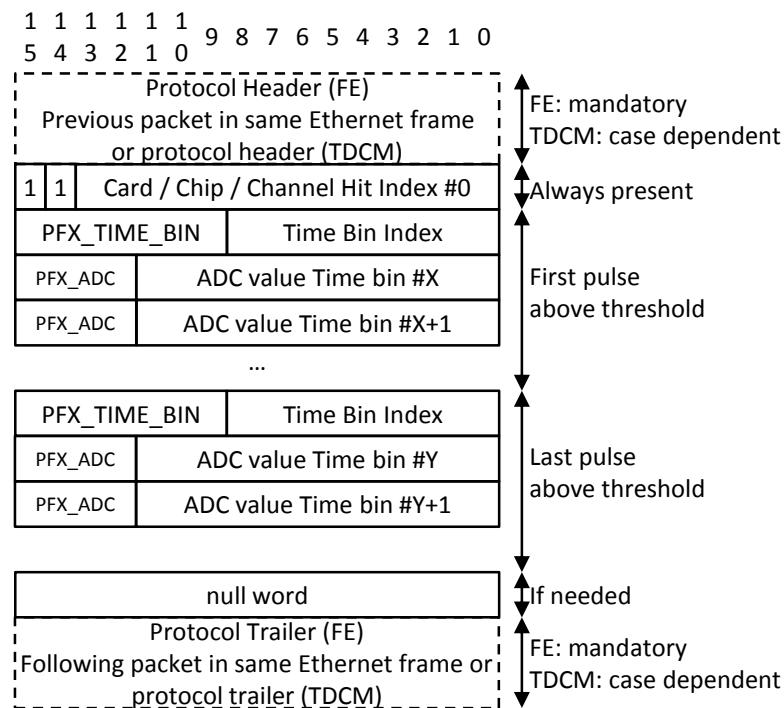 1 1 1 1 1 1
5 4 3 2 1 0 9 8 7 6 5 4 3 2 1 0
Protocol Header (FE)
Previous packet in same Ethernet frame
or protocol header (TDCM)
FE: mandatory
TDCM: case dependent
1 1 Card / Chip / Channel Hit Index #0
Always present
PFX_TIME_BIN Time Bin Index
PFX_ADC ADC value Time bin #X
PFX_ADC ADC value Time bin #X+1
...
First pulse
above threshold
PFX_TIME_BIN Time Bin Index
PFX_ADC ADC value Time bin #Y
PFX_ADC ADC value Time bin #Y+1
Last pulse
above threshold
null word
If needed
Protocol Trailer (FE)
Following packet in same Ethernet frame or
protocol trailer (TDCM)
FE: mandatory
TDCM: case dependent